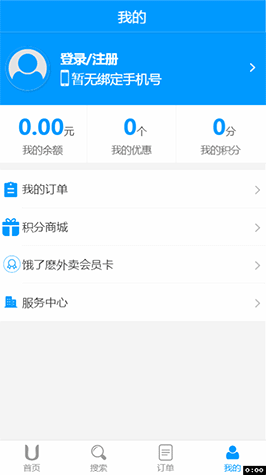 我的
登录/注册
暂无绑定手机号
0.00元 0个 0分
我的余额 我的优惠 我的积分
我的订单
积分商城
饿了麽外卖会员卡
服务中心
首页 搜索 订单 我的
0:00